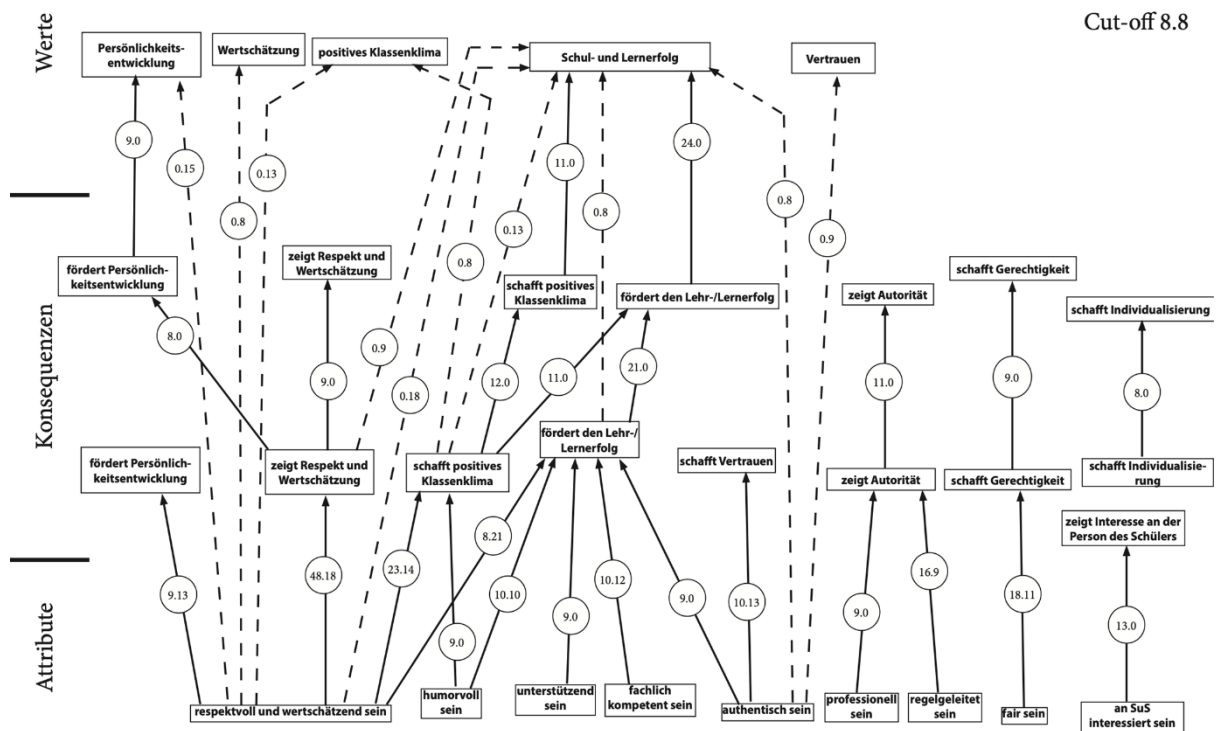 Cut-off 8.8
Werte
Persönlichkeits-
entwicklung
Wertschätzung
positives Klassenklima
Schul- und Lernerfolg
Vertrauen
9.0
0.15
0.8
0.13
11.0
24.0
0.13
0.8
0.8
0.8
0.9
Konsequenzen
fördert Persönlich-
keitsentwicklung
zeigt Respekt und
Wertschätzung
schafft positives
Klassenklima
fördert den Lehr-/Lernerfolg
zeigt Autorität
schafft Gerechtigkeit
schafft Individualisierung
8.0
9.0
0.9
0.18
12.0
11.0
21.0
11.0
9.0
8.0
fördert Persönlich-
keitsentwicklung
zeigt Respekt und
Wertschätzung
schafft positives
Klassenklima
fördert den Lehr-/
Lernerfolg
schafft Vertrauen
zeigt Autorität
schafft Gerechtigkeit
schafft Individualisie-
rung
zeigt Interesse an der
Person des Schülers
Attribute
9.13
48.18
23.14
8.21
9.0
10.10
9.0
10.12
9.0
10.13
9.0
16.9
18.11
13.0
respektvoll und wertschätzend sein
humorvoll
sein
unterstützend
sein
fachlich
kompetent sein
authentisch sein
professionell
sein
regelgeleitet
sein
fair sein
an SuS
interessiert sein